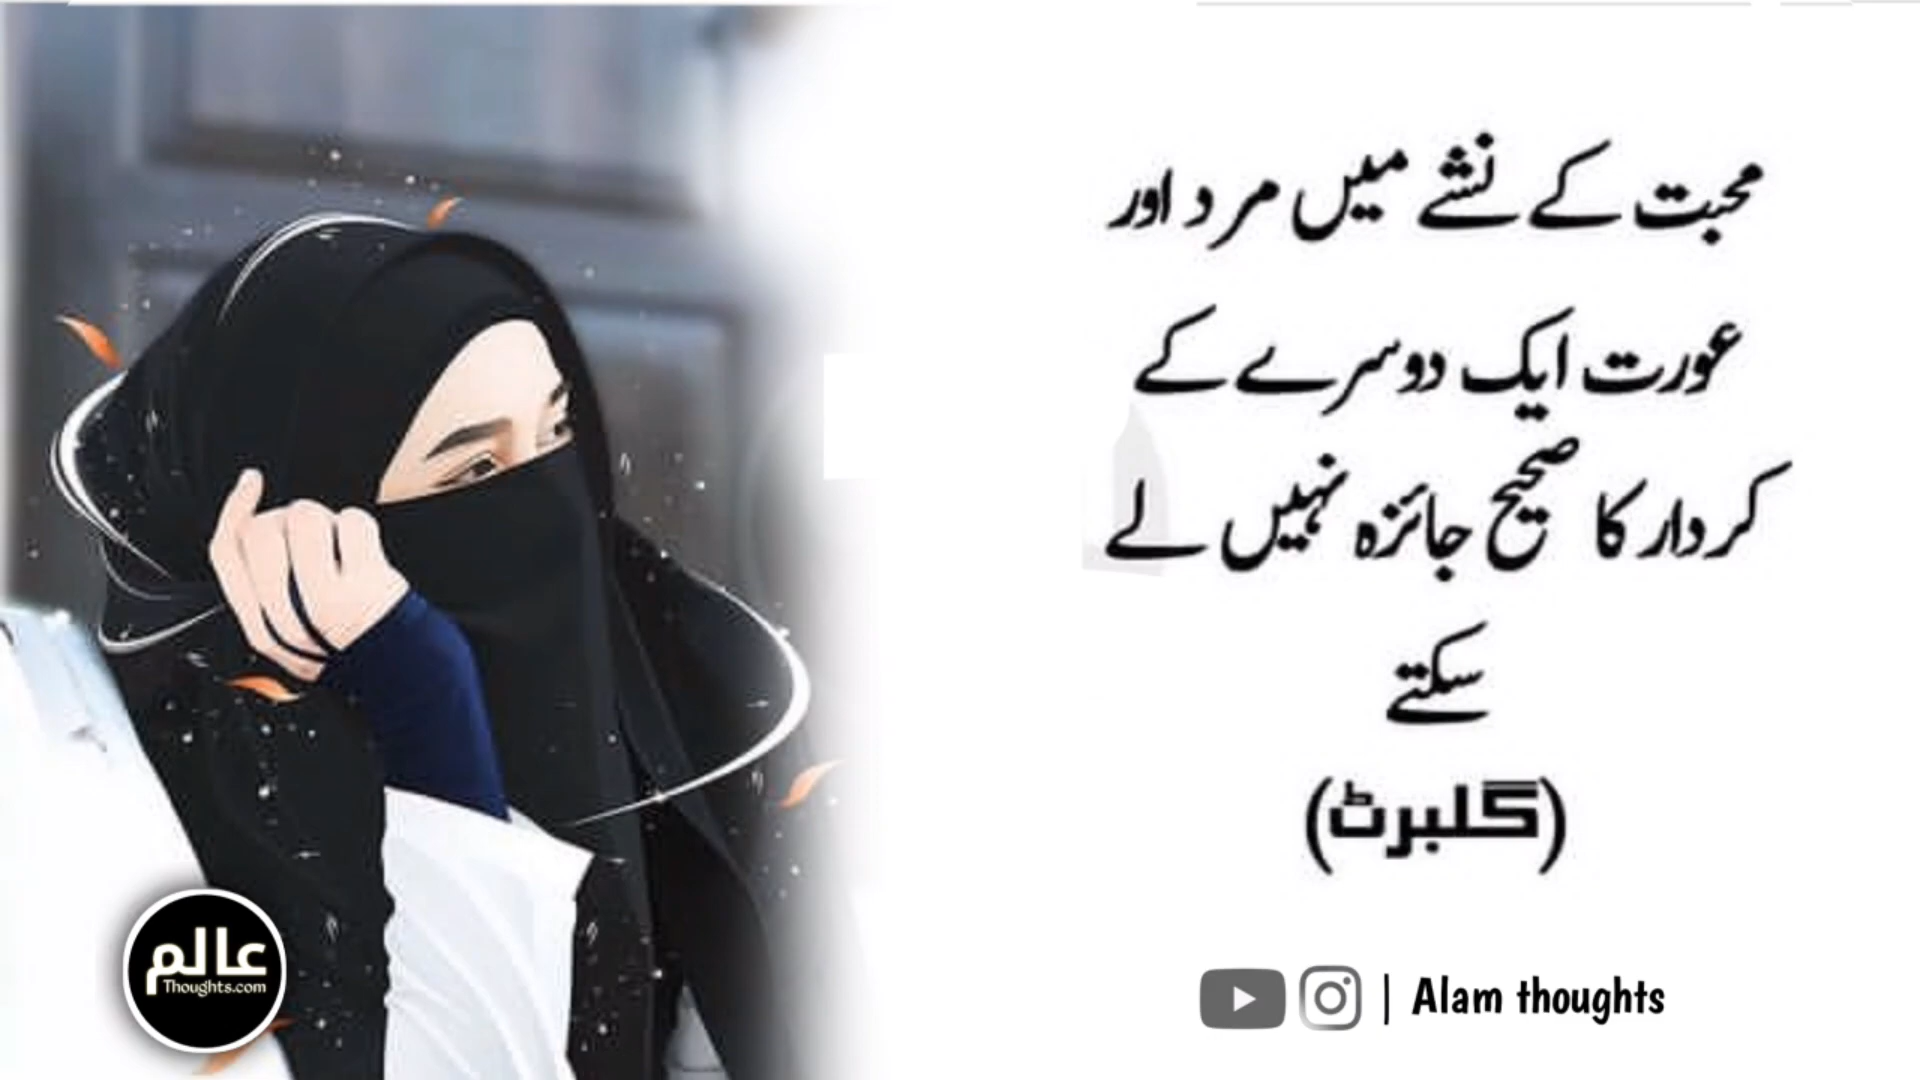 محبت کے نشے میں مرد اور
عورت ایک دوسرے کے
کردار کا صحیح جائزہ نہیں لے
سکتے
(گلبرٹ)
عالم
Thoughts.com
| Alam thoughts